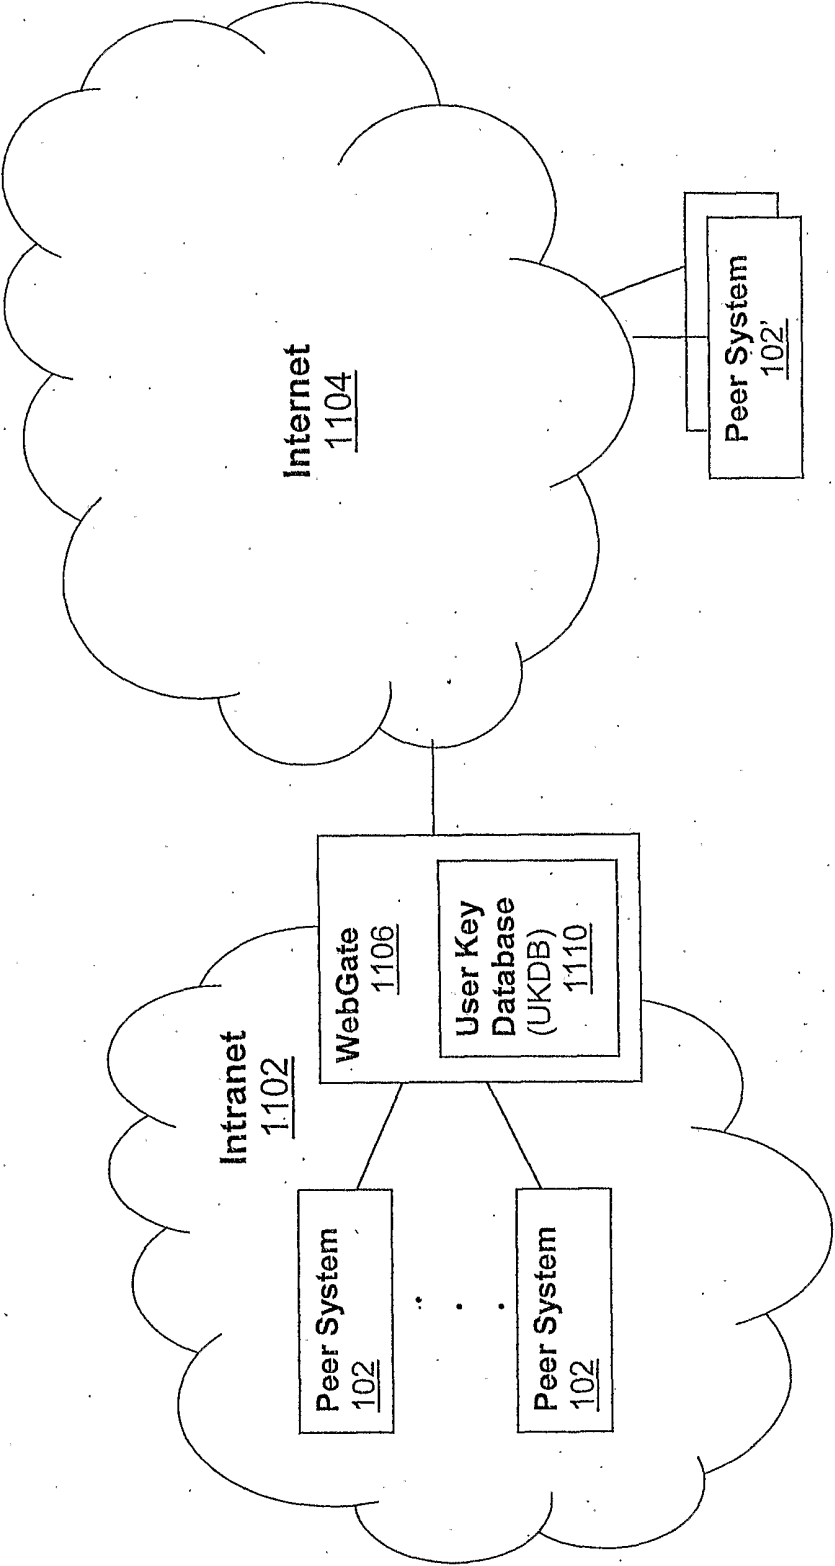 Intranet
1102
Peer System
102
Peer System
102
WebGate
1106
User Key
Database
(UKDB)
1110
Internet
1104
Peer System
102'